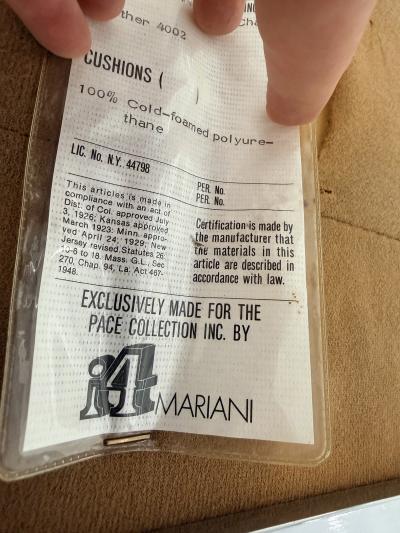 ther 4002
CUSHIONS ( )
100% Cold-foamed polyure-
thane
LIC. No. N.Y. 44798
PER. No.
PER. No.
This articles is made in
compliance with an act of
Dist. of Col. approved July
3, 1926; Kansas approved
March 1923: Minn. appro-
ved April 24, 1929; New
Jersey revised Statutes 26:
10-6 to 18. Mass. G.L., Sec
270, Chap. 94, La. Act 467-
1948.
Certification is made by
the manufacturer that
the materials in this
article are described in
accordance with law.
EXCLUSIVELY MADE FOR THE
PACE COLLECTION INC. BY
MARIANI